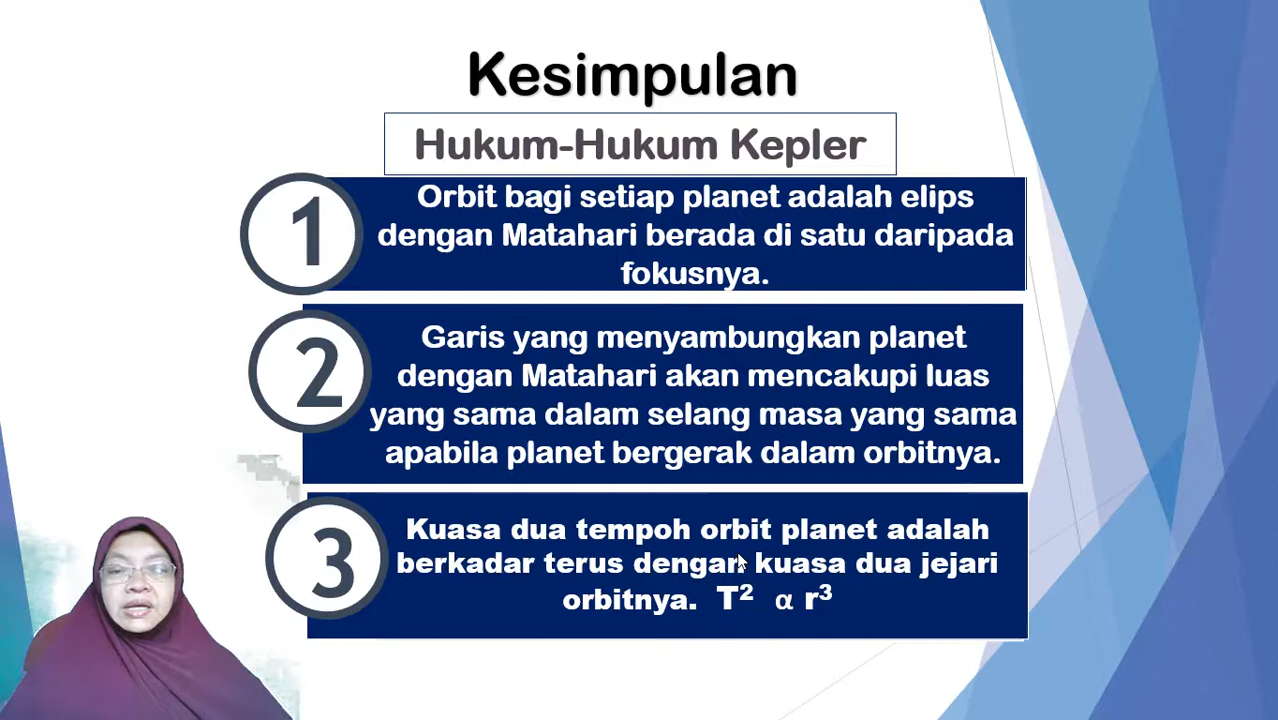 Kesimpulan
Hukum-Hukum Kepler
1
Orbit bagi setiap planet adalah elips
dengan Matahari berada di satu daripada
fokusnya.
2
Garis yang menyambungkan planet
dengan Matahari akan mencakupi luas
yang sama dalam selang masa yang sama
apabila planet bergerak dalam orbitnya.
3
Kuasa dua tempoh orbit planet adalah
berkadar terus dengan kuasa dua jejari
orbitnya. T² α r³